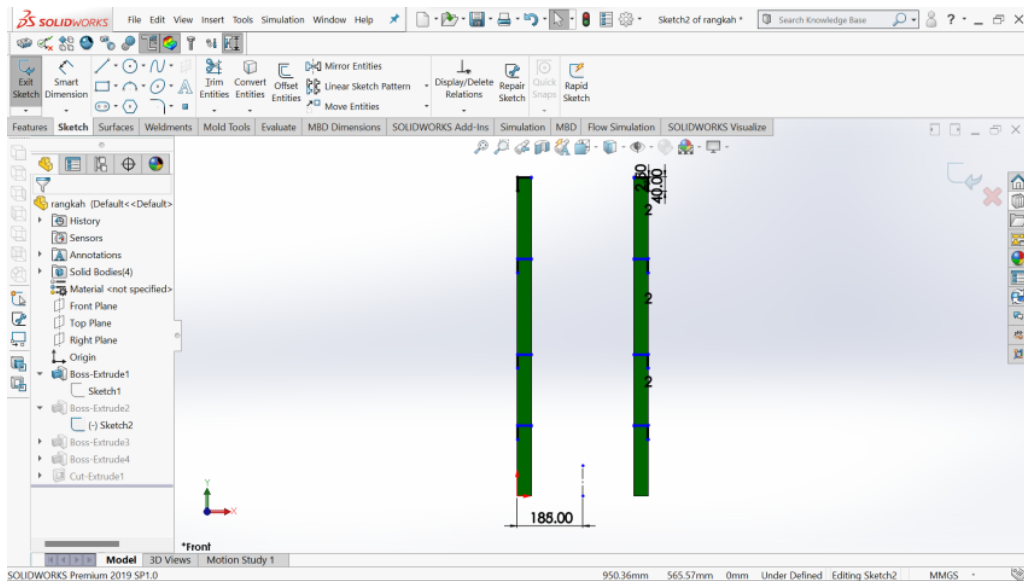 SOLIDWORKS File Edit View Insert Tools Simulation Window Help Sketch2 of rangkah * Search Knowledge Base ?
Exit Sketch
Smart Dimension
Trim Entities
Convert Entities
Offset Entities
Mirror Entities
Linear Sketch Pattern
Move Entities
Display/Delete Relations
Repair Sketch
Quick Snaps
Rapid Sketch
Features Sketch Surfaces Weldments Mold Tools Evaluate MBD Dimensions SOLIDWORKS Add-Ins Simulation MBD Flow Simulation SOLIDWORKS Visualize
rangkah (Default<<Default>
History
Sensors
Annotations
Solid Bodies(4)
Material <not specified>
Front Plane
Top Plane
Right Plane
Origin
Boss-Extrude1
Sketch1
Boss-Extrude2
(-) Sketch2
Boss-Extrude3
Boss-Extrude4
Cut-Extrude1
40.00
2
2
2
185.00
Y
X
*Front
Model 3D Views Motion Study 1
SOLIDWORKS Premium 2019 SP1.0 950.36mm 565.57mm 0mm Under Defined Editing Sketch2 MMGS